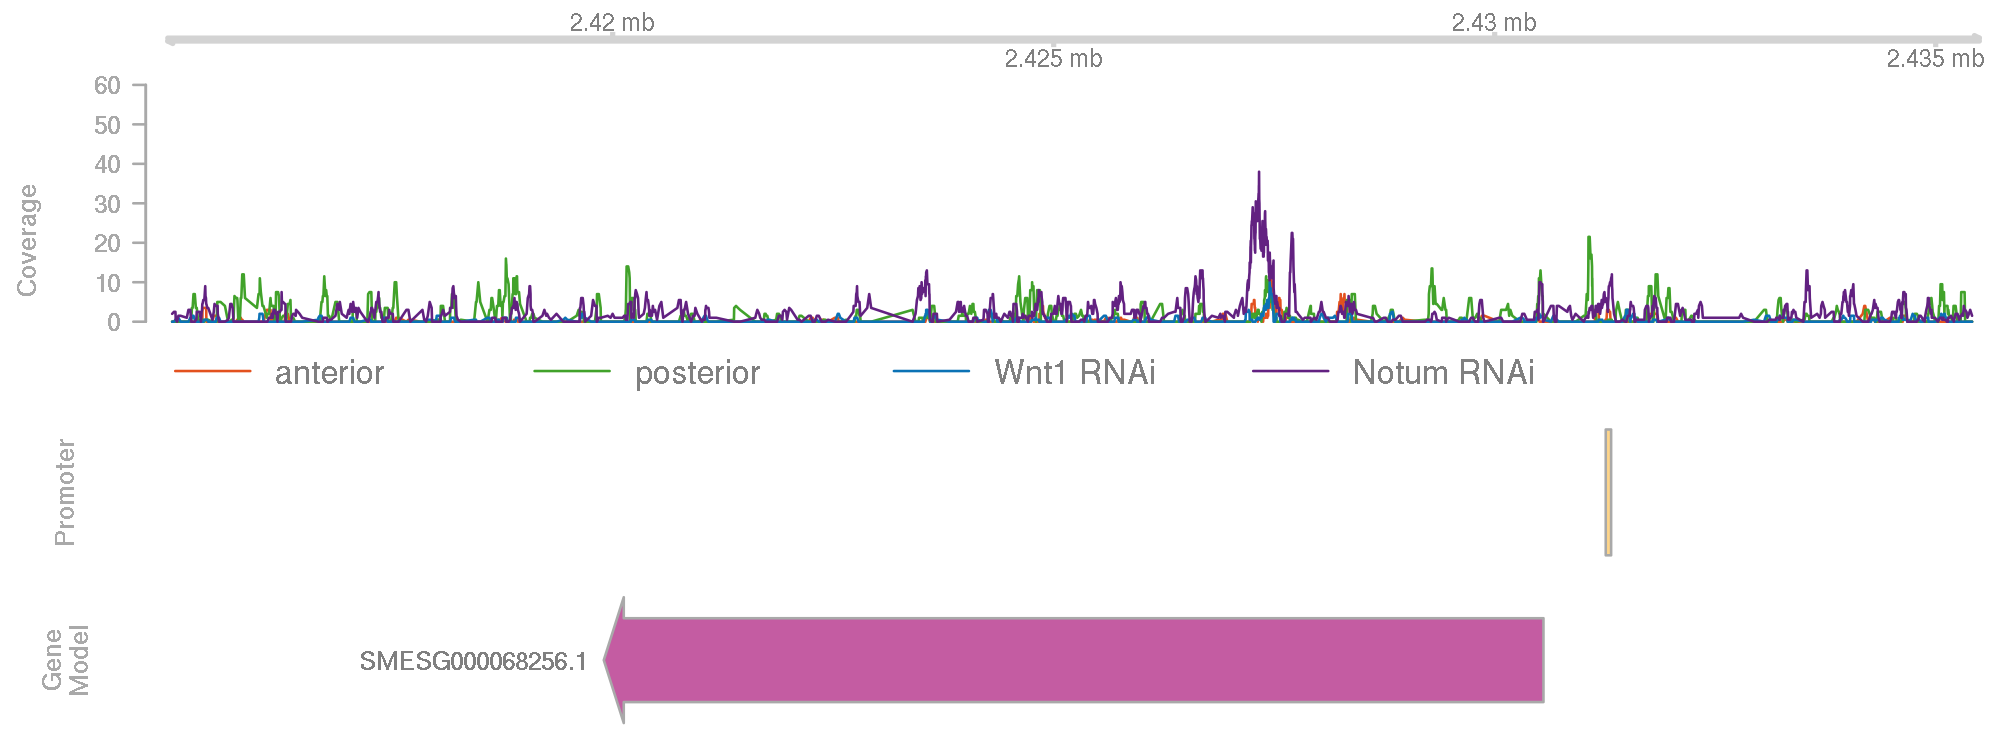 2.42 mb
2.43 mb
2.425 mb
2.435 mb
60
50
40
30
20
10
0
Coverage
anterior
posterior
Wnt1 RNAi
Notum RNAi
Promoter
Gene
Model
SMESG000068256.1